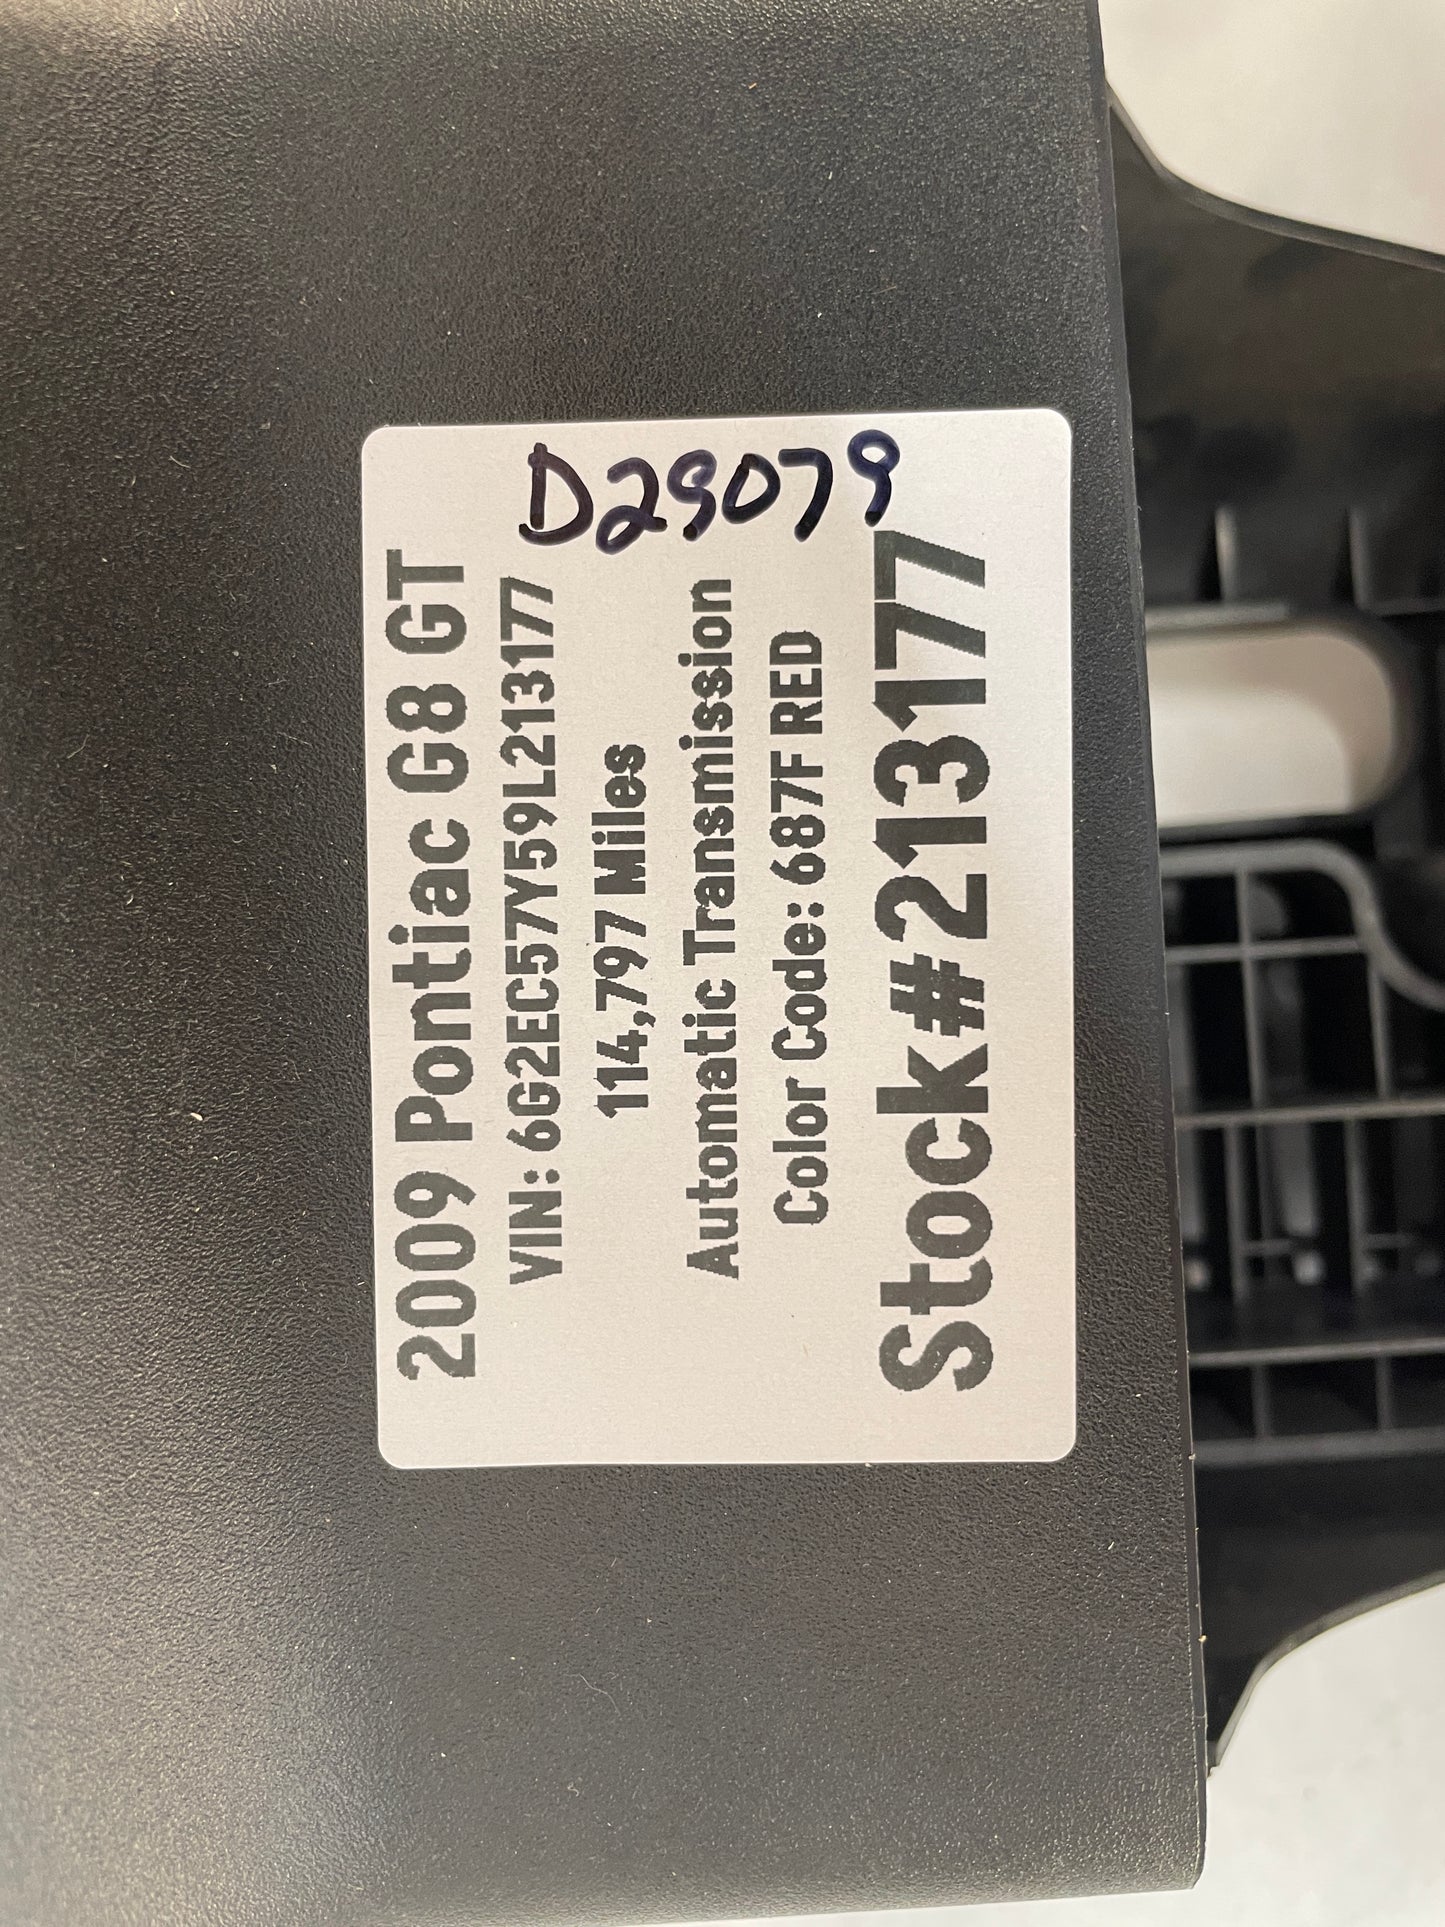 2009 Pontiac G8 GT
VIN: 6G2EC57Y59L213177
114,797 Miles
Automatic Transmission
Color Code: 687F RED
Stock#213177
D29079